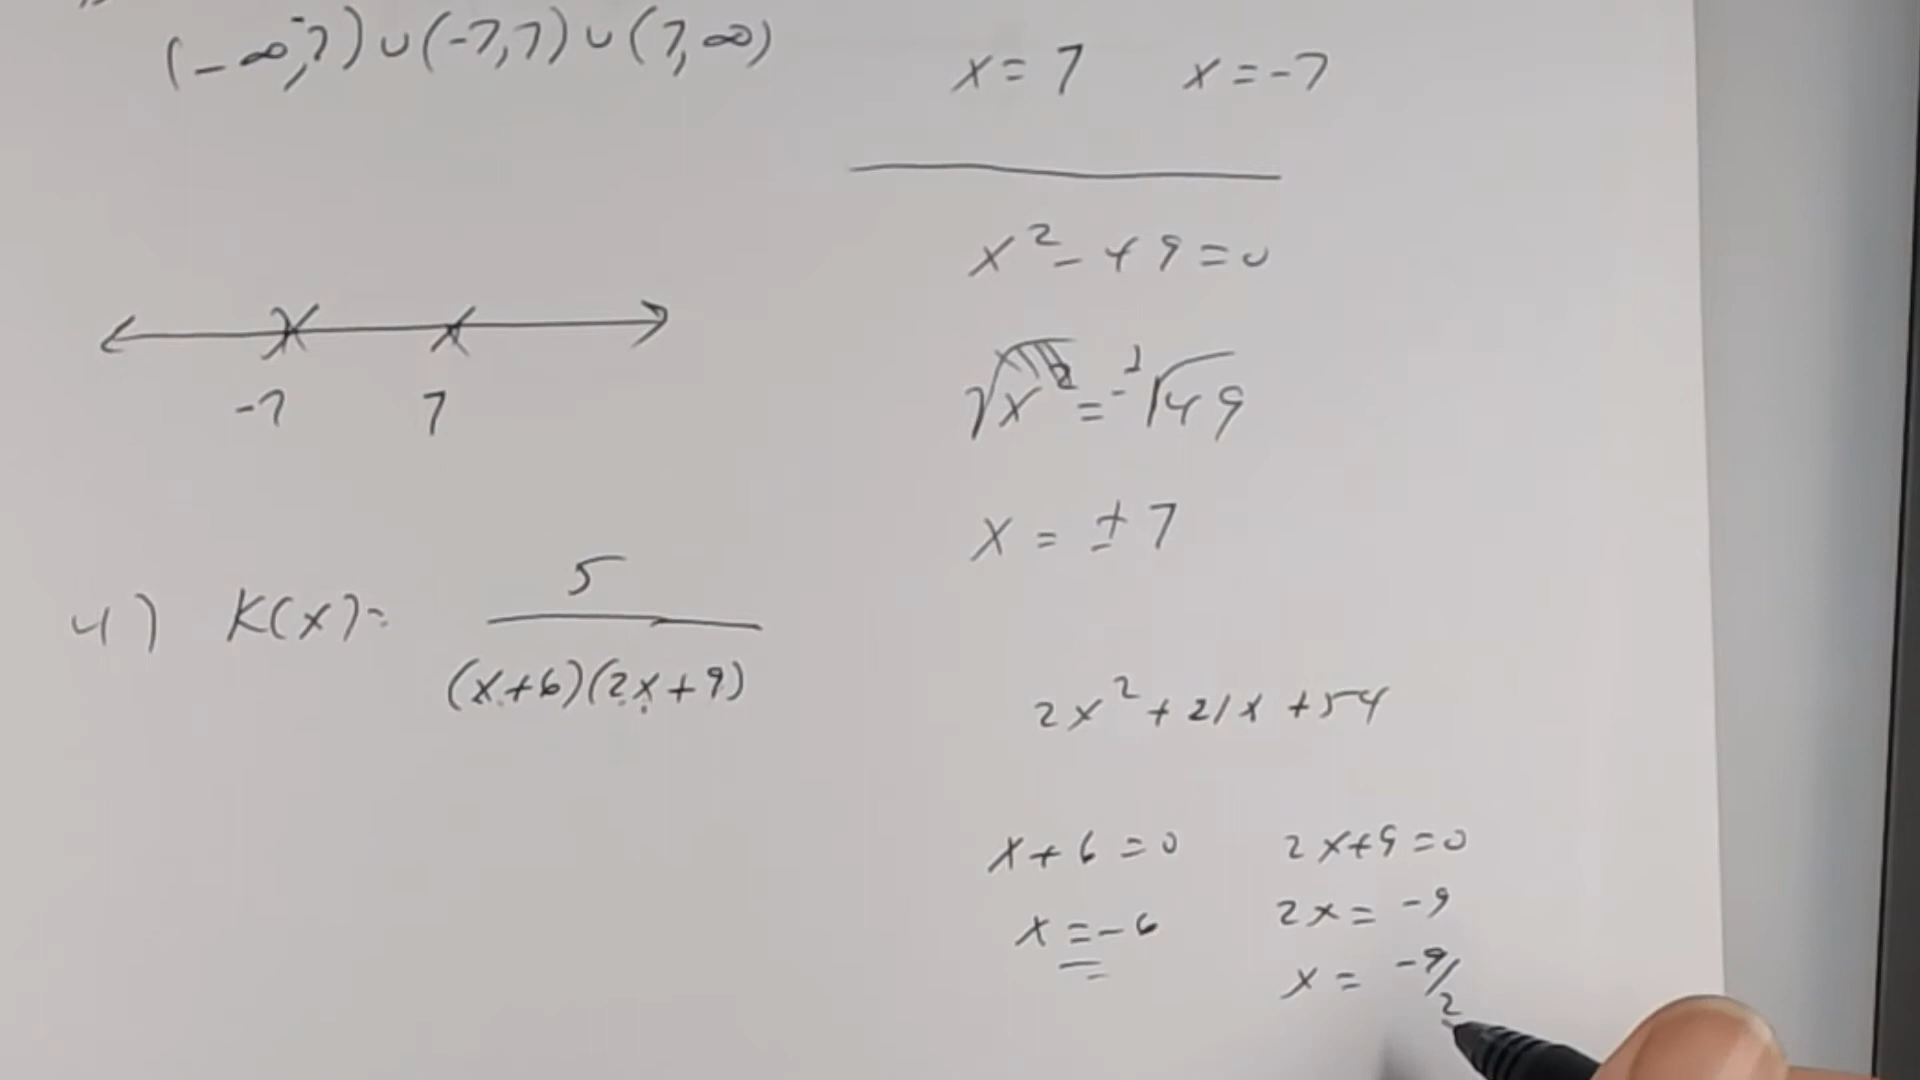 (-∞,-7)∪(-7,7)∪(7,∞)
x=7 x=-7
x²-49=0
√x²=±√49
-7 7
x=±7
4) K(x)= 5
(x+6)(2x+9)
2x²+21x+54
x+6=0 2x+9=0
x=-6 2x=-9
x=-9/2